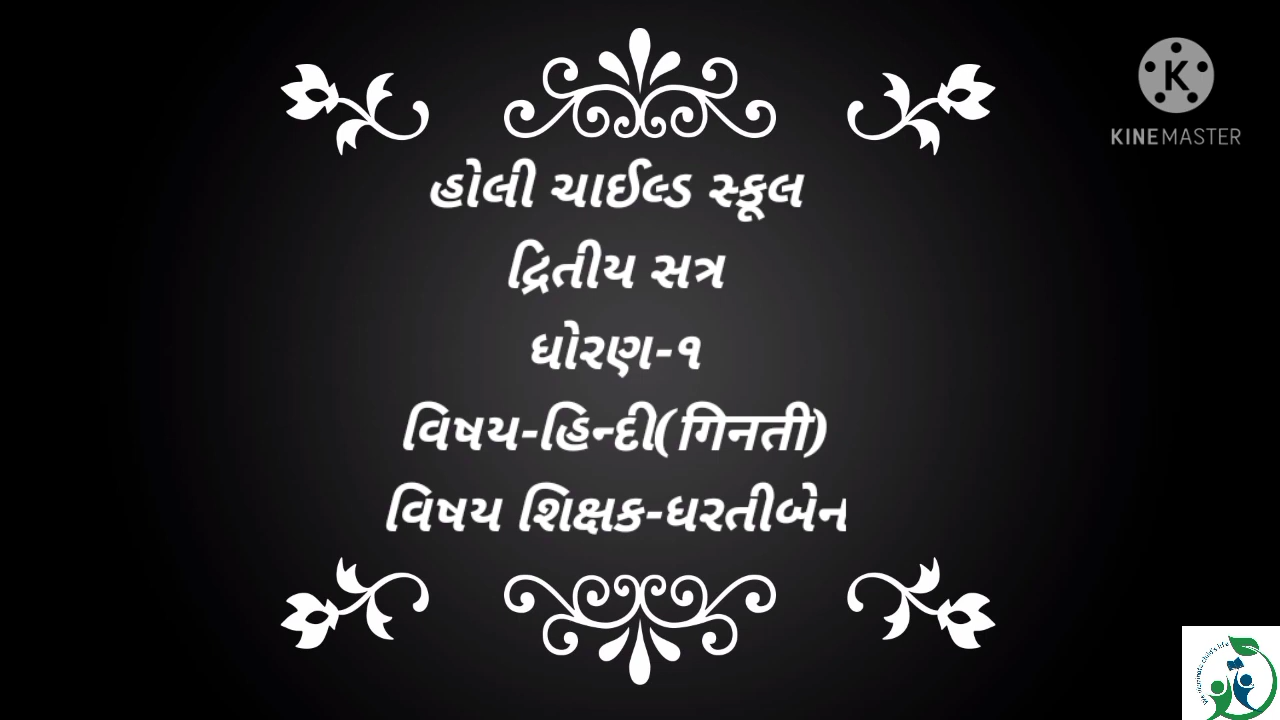 હોલી ચાઈલ્ડ સ્કૂલ
દ્રિતીય સત્ર
ધોરણ-૧
વિષય-હિન્દી(गिनती)
વિષય શિક્ષક-ધરતીબેન
K
KINEMASTER